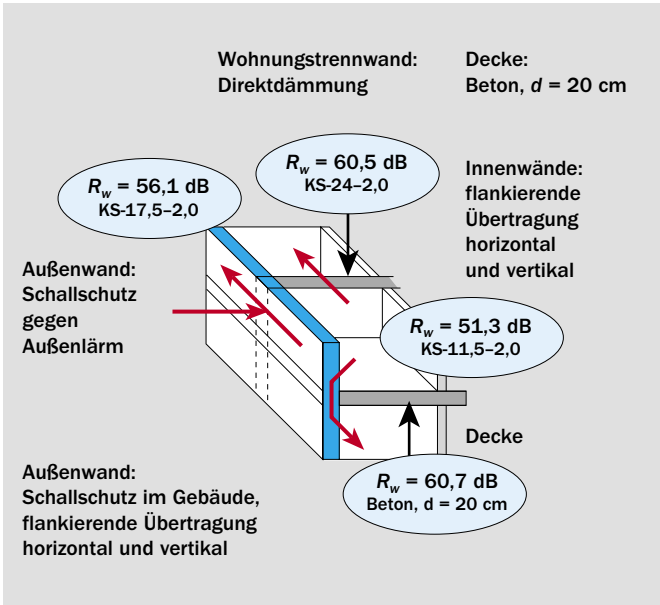 Wohnungstrennwand:
Direktdämmung
Decke:
Beton, d = 20 cm
R_w = 60,5 dB
KS-24–2,0
R_w = 56,1 dB
KS-17,5–2,0
Innenwände:
flankierende
Übertragung
horizontal
und vertikal
Außenwand:
Schallschutz
gegen
Außenlärm
R_w = 51,3 dB
KS-11,5–2,0
Decke
R_w = 60,7 dB
Beton, d = 20 cm
Außenwand:
Schallschutz im Gebäude,
flankierende Übertragung
horizontal und vertikal